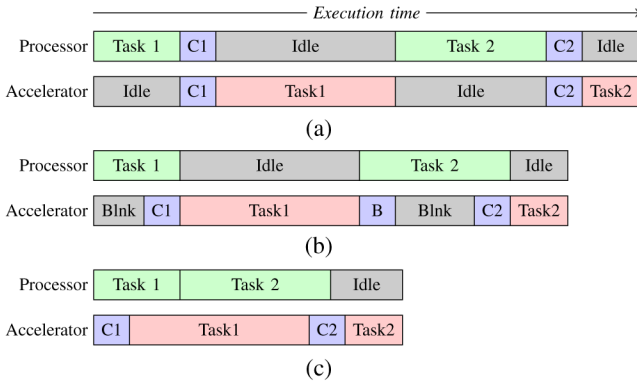 Execution time
Processor Task 1 C1 Idle Task 2 C2 Idle
Accelerator Idle C1 Task1 Idle C2 Task2
(a)
Processor Task 1 Idle Task 2 Idle
Accelerator Blnk C1 Task1 B Blnk C2 Task2
(b)
Processor Task 1 Task 2 Idle
Accelerator C1 Task1 C2 Task2
(c)